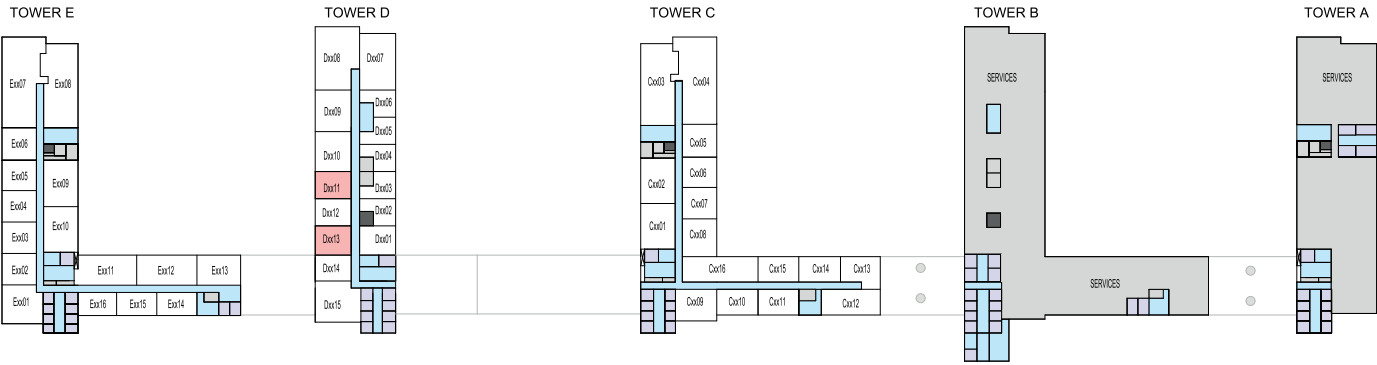 TOWER E
TOWER D
TOWER C
TOWER B
TOWER A
Exx07
Exx08
Exx06
Exx05
Exx09
Exx04
Exx03
Exx10
Exx02
Exx11
Exx12
Exx13
Exx01
Exx16
Exx15
Exx14
Dxx08
Dxx07
Dxx09
Dxx06
Dxx05
Dxx10
Dxx04
Dxx11
Dxx03
Dxx12
Dxx02
Dxx13
Dxx01
Dxx14
Dxx15
Cxx03
Cxx04
Cxx05
Cxx06
Cxx02
Cxx07
Cxx01
Cxx08
Cxx16
Cxx15
Cxx14
Cxx13
Cxx09
Cxx10
Cxx11
Cxx12
SERVICES
SERVICES
SERVICES